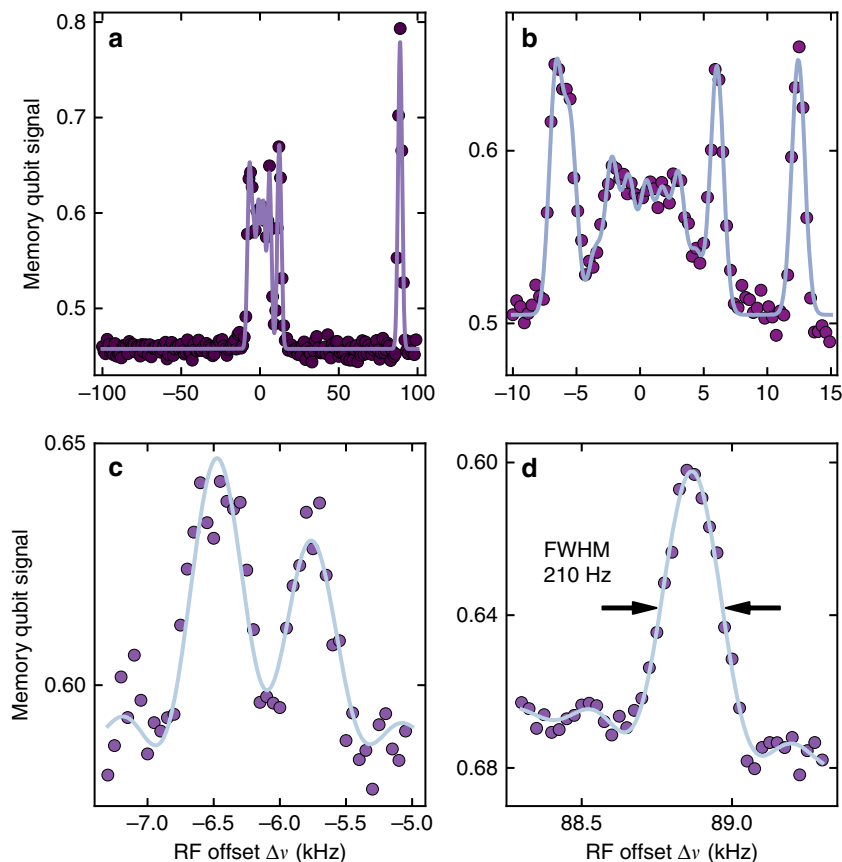 a
Memory qubit signal
0.8
0.7
0.6
0.5
−100
−50
0
50
100
b
0.6
0.5
−10
−5
0
5
10
15
c
Memory qubit signal
0.65
0.60
−7.0
−6.5
−6.0
−5.5
−5.0
RF offset Δν (kHz)
d
0.60
0.64
0.68
FWHM
210 Hz
88.5
89.0
RF offset Δν (kHz)